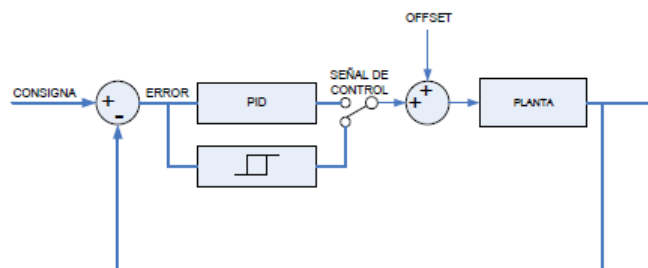 OFFSET
SEÑAL DE
CONTROL
CONSIGNA
ERROR
PID
PLANTA
+
-
+
+